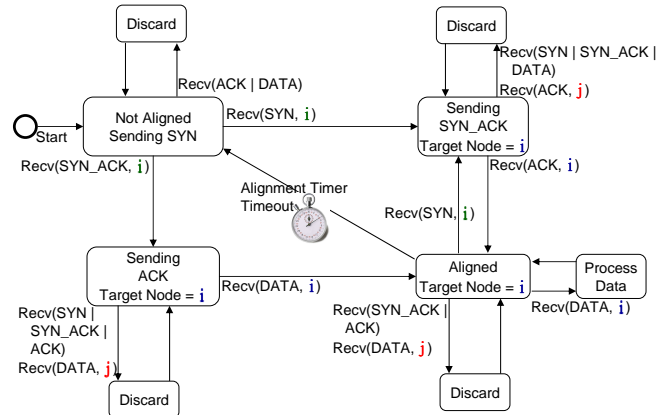 Discard
Discard
Recv(ACK | DATA)
Recv(SYN | SYN_ACK |
DATA)
Recv(ACK, j)
Start
Not Aligned
Sending SYN
Recv(SYN, i)
Sending
SYN_ACK
Target Node = i
Recv(SYN_ACK, i)
Recv(ACK, i)
Alignment Timer
Timeout
Recv(SYN, i)
Sending
ACK
Target Node = i
Recv(DATA, i)
Aligned
Target Node = i
Process
Data
Recv(DATA, i)
Recv(SYN |
SYN_ACK |
ACK)
Recv(DATA, j)
Recv(SYN_ACK |
ACK)
Recv(DATA, j)
Discard
Discard